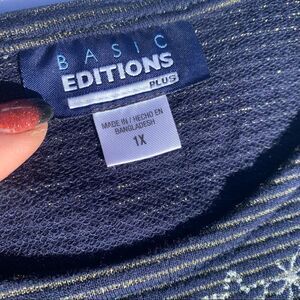 BASIC
EDITIONS
PLUS
MADE IN / HECHO EN
BANGLADESH
1X